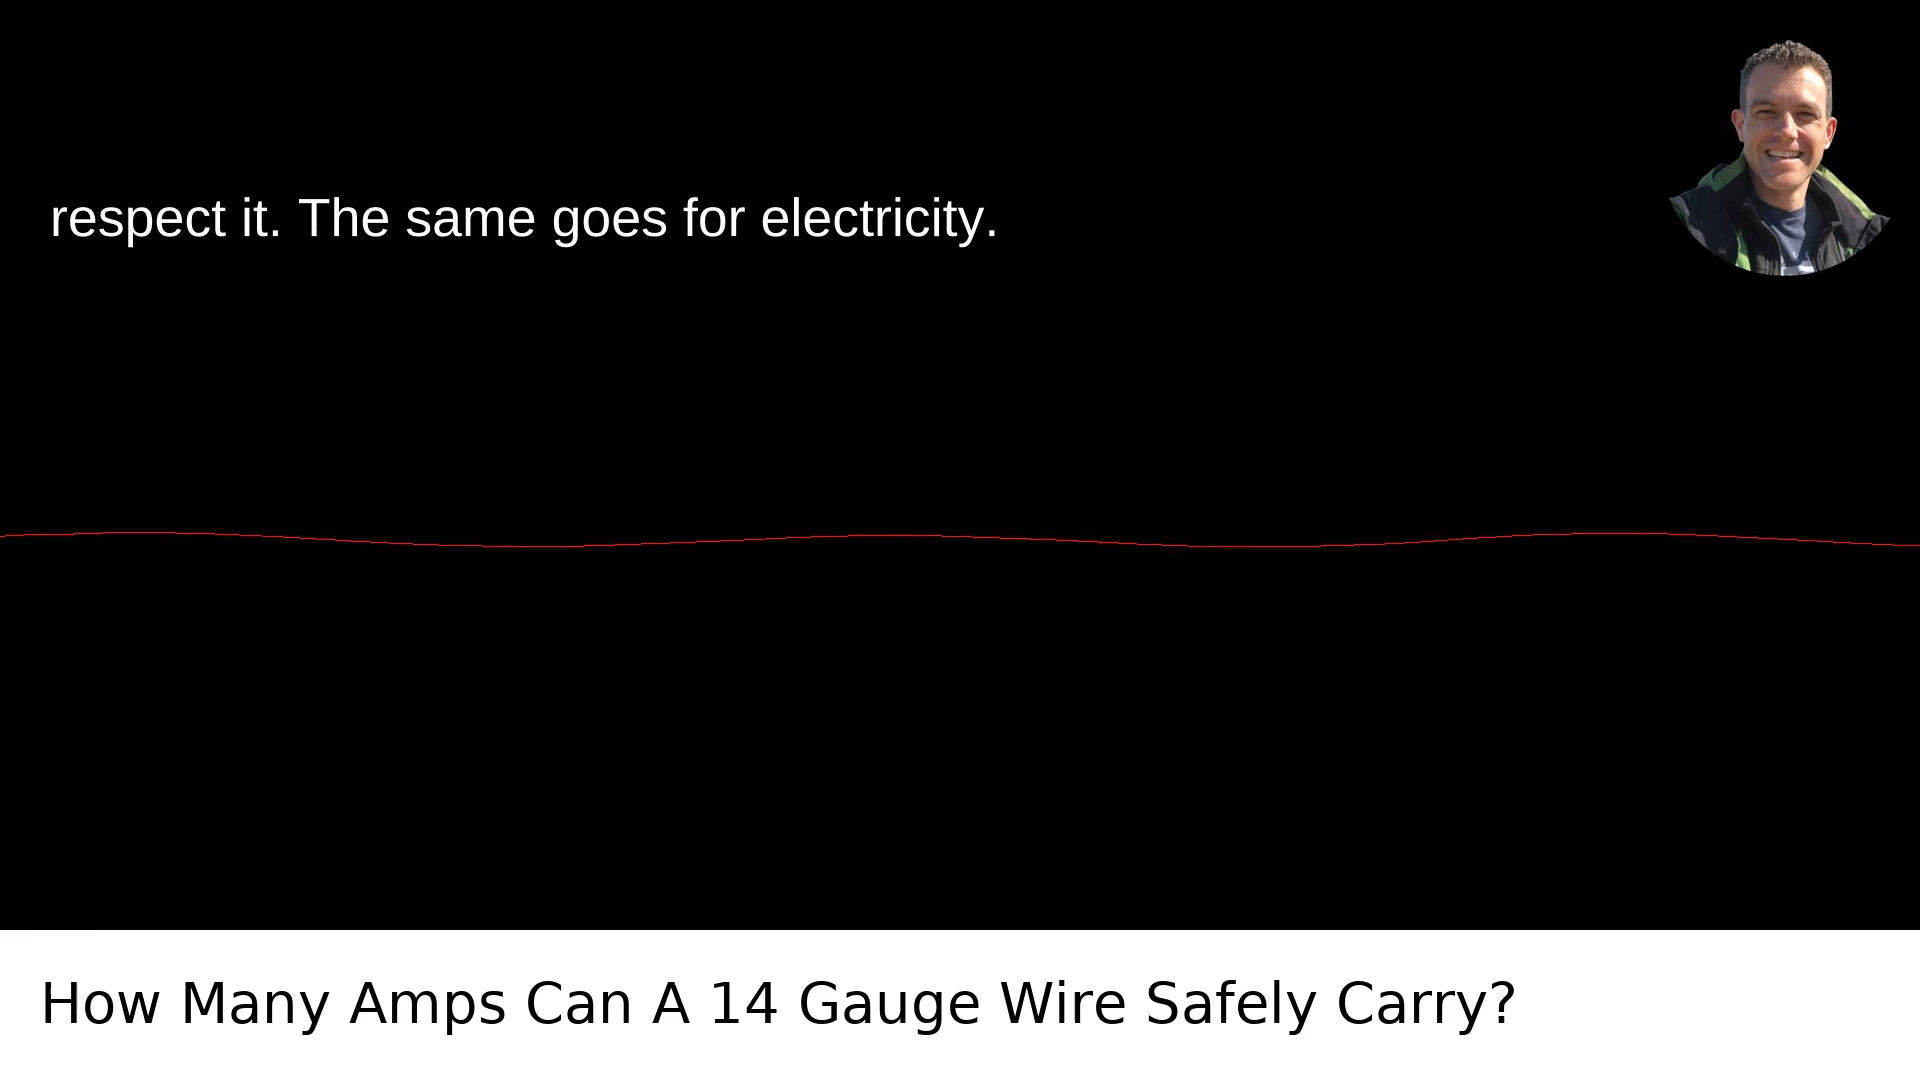 respect it. The same goes for electricity.
How Many Amps Can A 14 Gauge Wire Safely Carry?